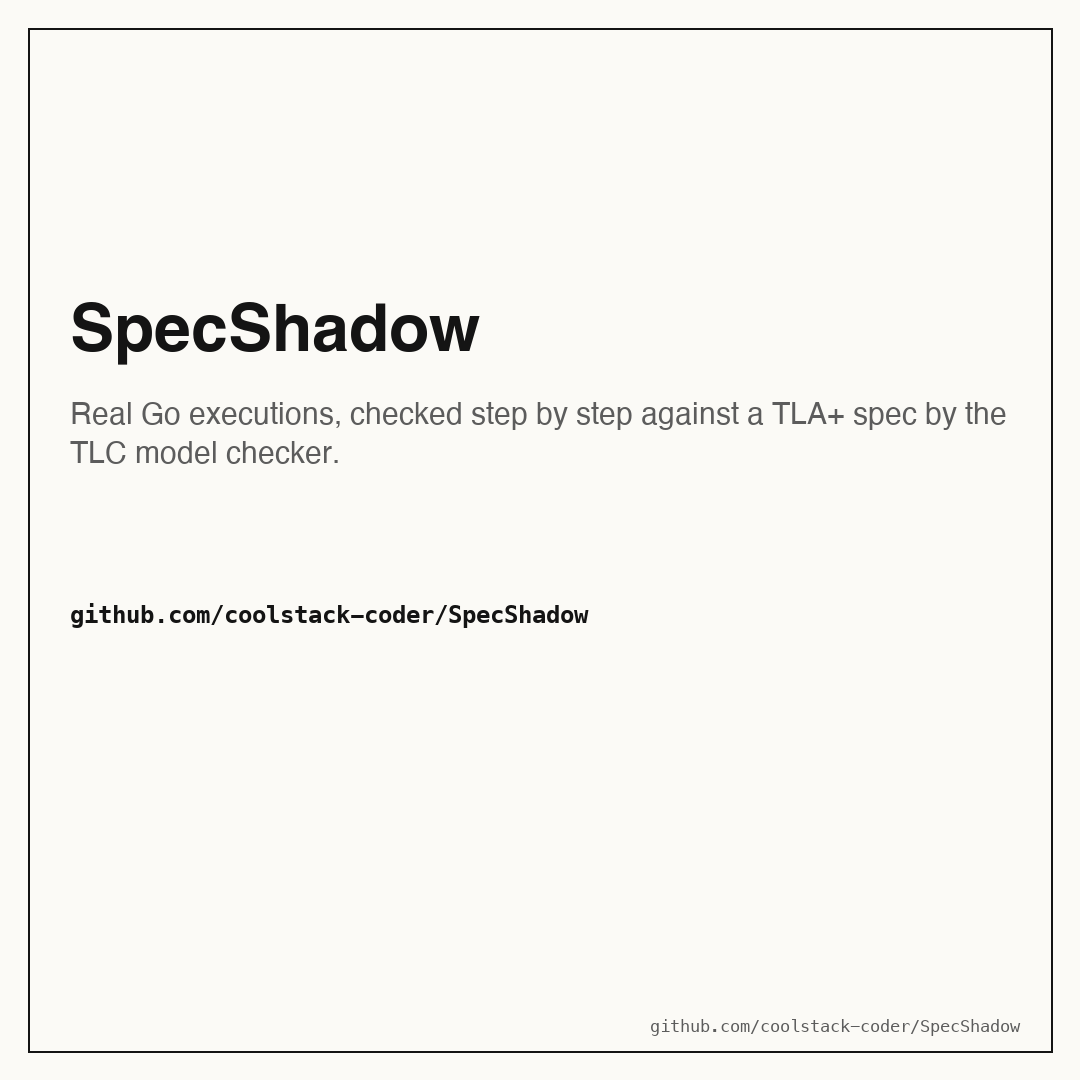 SpecShadow
Real Go executions, checked step by step against a TLA+ spec by the
TLC model checker.
github.com/coolstack-coder/SpecShadow
github.com/coolstack-coder/SpecShadow